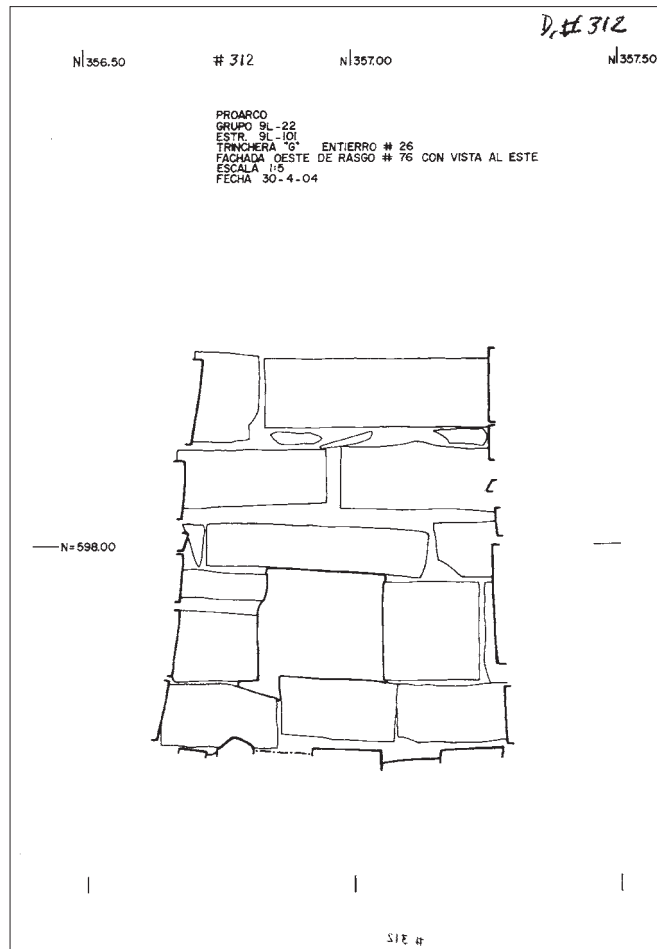 D. # 312
N 356.50 # 312 N 357.00 N 357.50
PROARCO
GRUPO 9L-22
ESTR. 9L-101
TRINCHERA "G" ENTIERRO # 26
FACHADA OESTE DE RASGO # 76 CON VISTA AL ESTE
ESCALA 1:5
FECHA 30-4-04
N=598.00
# 312